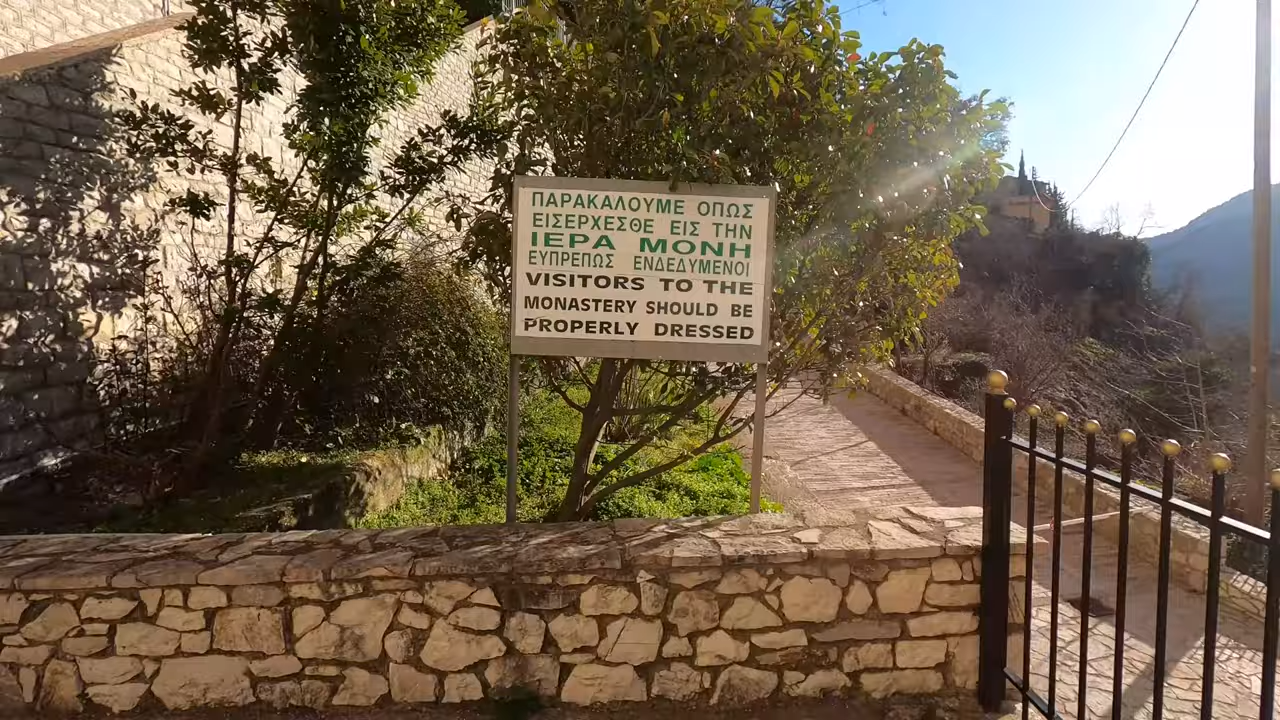 ΠΑΡΑΚΑΛΟΥΜΕ ΟΠΩΣ
ΕΙΣΕΡΧΕΣΘΕ ΕΙΣ ΤΗΝ
ΙΕΡΑ ΜΟΝΗ
ΕΥΠΡΕΠΩΣ ΕΝΔΕΔΥΜΕΝΟΙ
VISITORS TO THE
MONASTERY SHOULD BE
PROPERLY DRESSED